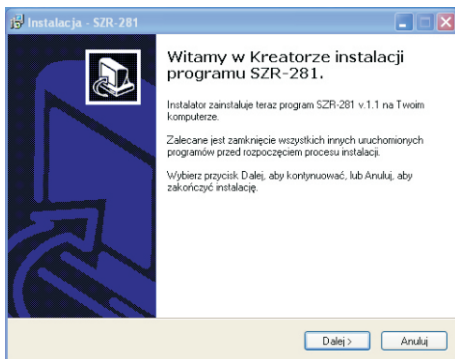 Instalacja - SZR-281
Witamy w Kreatorze instalacji
programu SZR-281.
Instalator zainstaluje teraz program SZR-281 v.1.1 na Twoim
komputerze.
Zalecane jest zamknięcie wszystkich innych uruchomionych
programów przed rozpoczęciem procesu instalacji.
Wybierz przycisk Dalej, aby kontynuować, lub Anuluj, aby
zakończyć instalację.
Dalej >
Anuluj